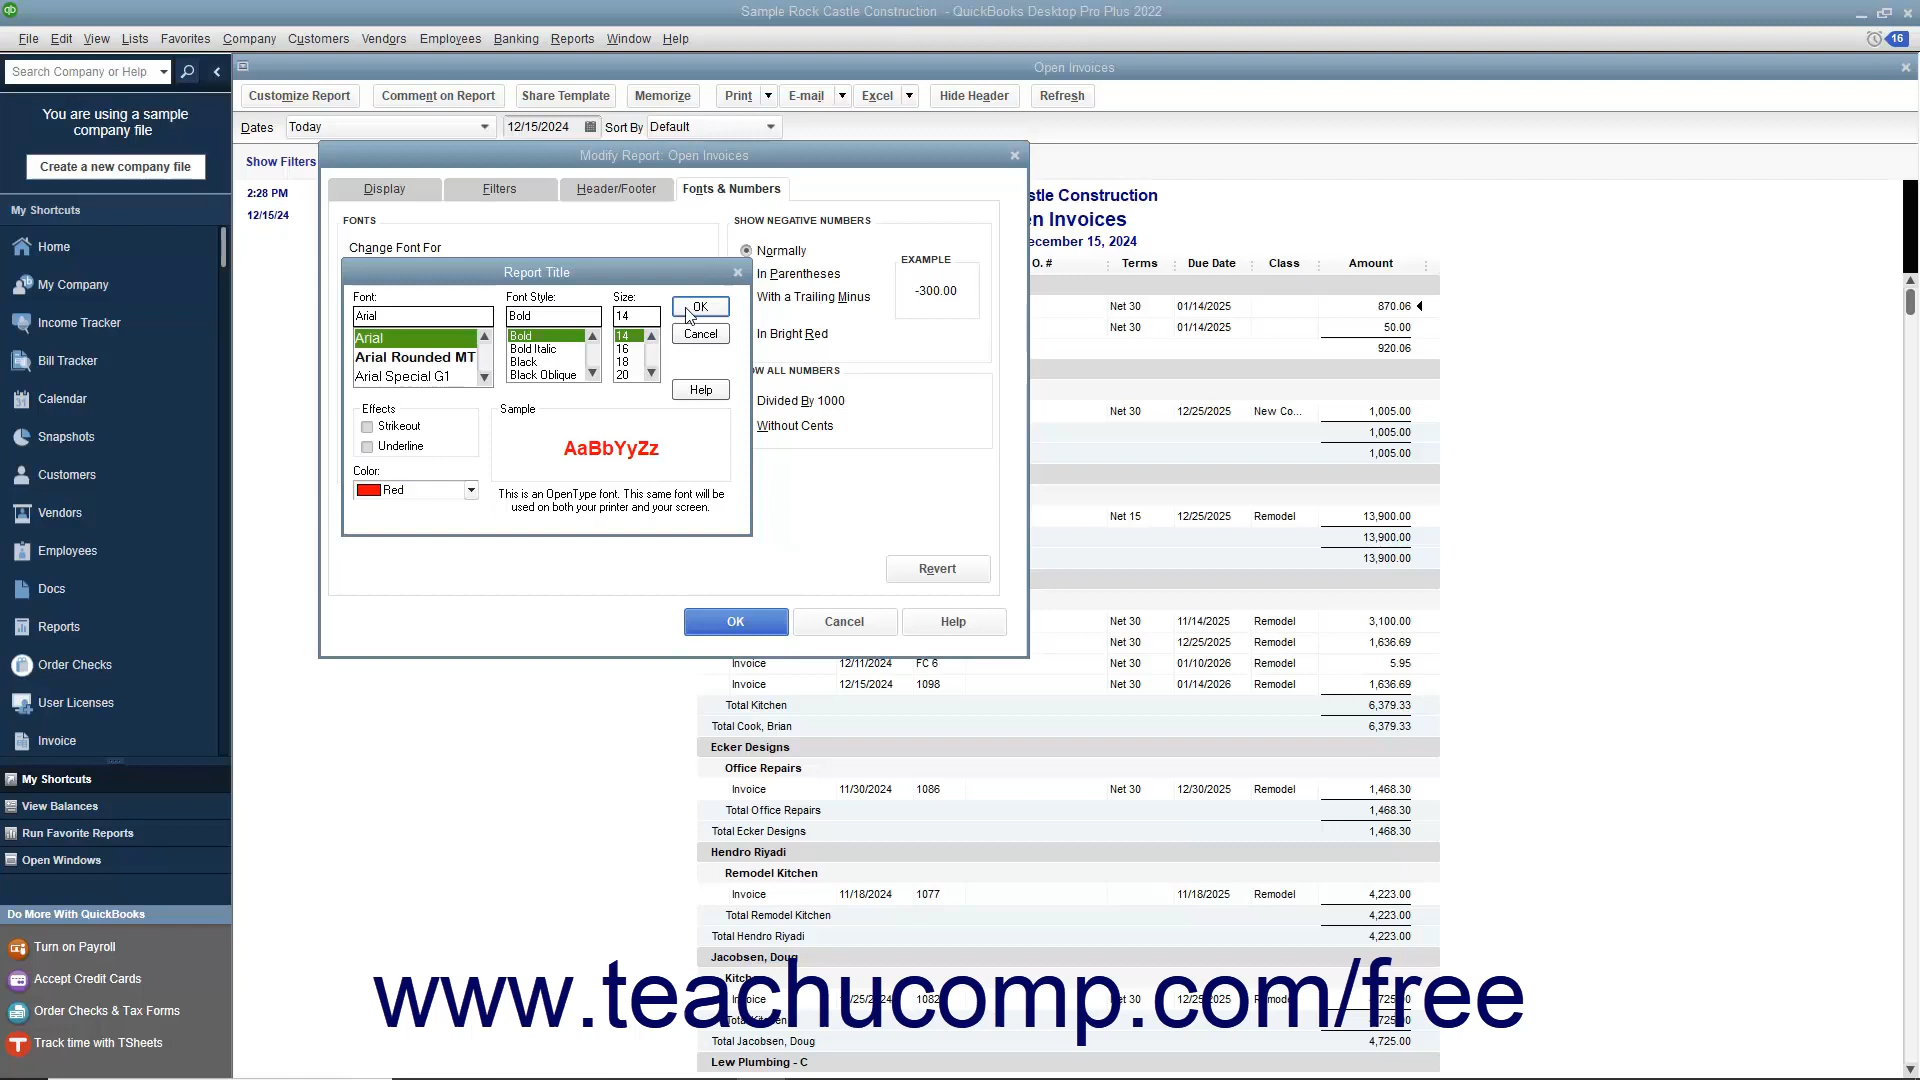 Sample Rock Castle Construction - QuickBooks Desktop Pro Plus 2022
File Edit View Lists Favorites Company Customers Vendors Employees Banking Reports Window Help
16
Search Company or Help
Open Invoices
Customize Report Comment on Report Share Template Memorize Print E-mail Excel Hide Header Refresh
Dates Today 12/15/2024 Sort By Default
You are using a sample
company file
Create a new company file
Show Filters
2:28 PM
12/15/24
My Shortcuts
Home
My Company
Income Tracker
Bill Tracker
Calendar
Snapshots
Customers
Vendors
Employees
Docs
Reports
Order Checks
User Licenses
Invoice
My Shortcuts
View Balances
Run Favorite Reports
Open Windows
Do More With QuickBooks
Turn on Payroll
Accept Credit Cards
Order Checks & Tax Forms
Track time with TSheets
Modify Report: Open Invoices
Display Filters Header/Footer Fonts & Numbers
FONTS
Change Font For
SHOW NEGATIVE NUMBERS
Normally
In Parentheses
With a Trailing Minus
In Bright Red
EXAMPLE
-300.00
OW ALL NUMBERS
Divided By 1000
Without Cents
Revert
OK Cancel Help
Report Title
Font: Font Style: Size:
Arial Bold 14
OK
Cancel
Help
Arial
Arial Rounded MT
Arial Special G1
Bold
Bold Italic
Black
Black Oblique
14
16
18
20
Effects
Strikeout
Underline
Color:
Red
Sample
AaBbYyZz
This is an OpenType font. This same font will be
used on both your printer and your screen.
stle Construction
n Invoices
ecember 15, 2024
O. # Terms Due Date Class Amount
Net 30 01/14/2025 870.06
Net 30 01/14/2025 50.00
920.06
Net 30 12/25/2025 New Co... 1,005.00
1,005.00
1,005.00
Net 15 12/25/2025 Remodel 13,900.00
13,900.00
13,900.00
Net 30 11/14/2025 Remodel 3,100.00
Net 30 12/25/2025 Remodel 1,636.69
Invoice 12/11/2024 FC 6 Net 30 01/10/2026 Remodel 5.95
Invoice 12/15/2024 1098 Net 30 01/14/2026 Remodel 1,636.69
Total Kitchen 6,379.33
Total Cook, Brian 6,379.33
Ecker Designs
Office Repairs
Invoice 11/30/2024 1086 Net 30 12/30/2025 Remodel 1,468.30
Total Office Repairs 1,468.30
Total Ecker Designs 1,468.30
Hendro Riyadi
Remodel Kitchen
Invoice 11/18/2024 1077 11/18/2025 Remodel 4,223.00
Total Remodel Kitchen 4,223.00
Total Hendro Riyadi 4,223.00
Jacobsen, Doug
www.teachucomp.com/free
Total Jacobsen, Doug 4,725.00
Lew Plumbing - C